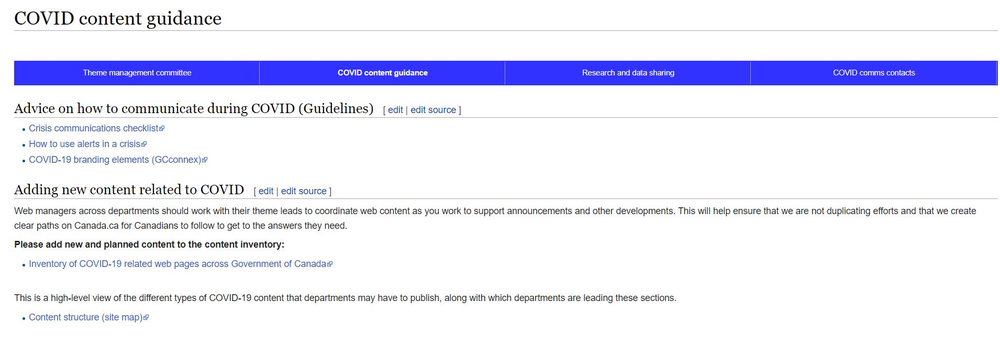 COVID content guidance
Theme management committee
COVID content guidance
Research and data sharing
COVID comms contacts
Advice on how to communicate during COVID (Guidelines) [ edit | edit source ]
Crisis communications checklist
How to use alerts in a crisis
COVID-19 branding elements (GCconnex)
Adding new content related to COVID [ edit | edit source ]
Web managers across departments should work with their theme leads to coordinate web content as you work to support announcements and other developments. This will help ensure that we are not duplicating efforts and that we create
clear paths on Canada.ca for Canadians to follow to get to the answers they need.
Please add new and planned content to the content inventory:
Inventory of COVID-19 related web pages across Government of Canada
This is a high-level view of the different types of COVID-19 content that departments may have to publish, along with which departments are leading these sections.
Content structure (site map)